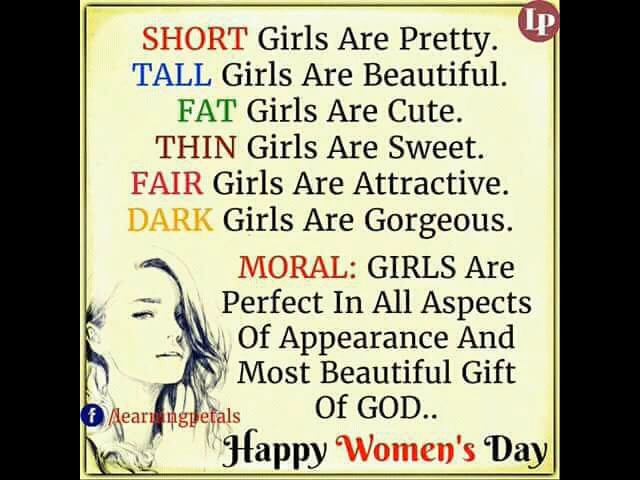 LP
SHORT Girls Are Pretty.
TALL Girls Are Beautiful.
FAT Girls Are Cute.
THIN Girls Are Sweet.
FAIR Girls Are Attractive.
DARK Girls Are Gorgeous.
MORAL: GIRLS Are
Perfect In All Aspects
Of Appearance And
Most Beautiful Gift
Of GOD..
f /learningpetals
Happy Women's Day